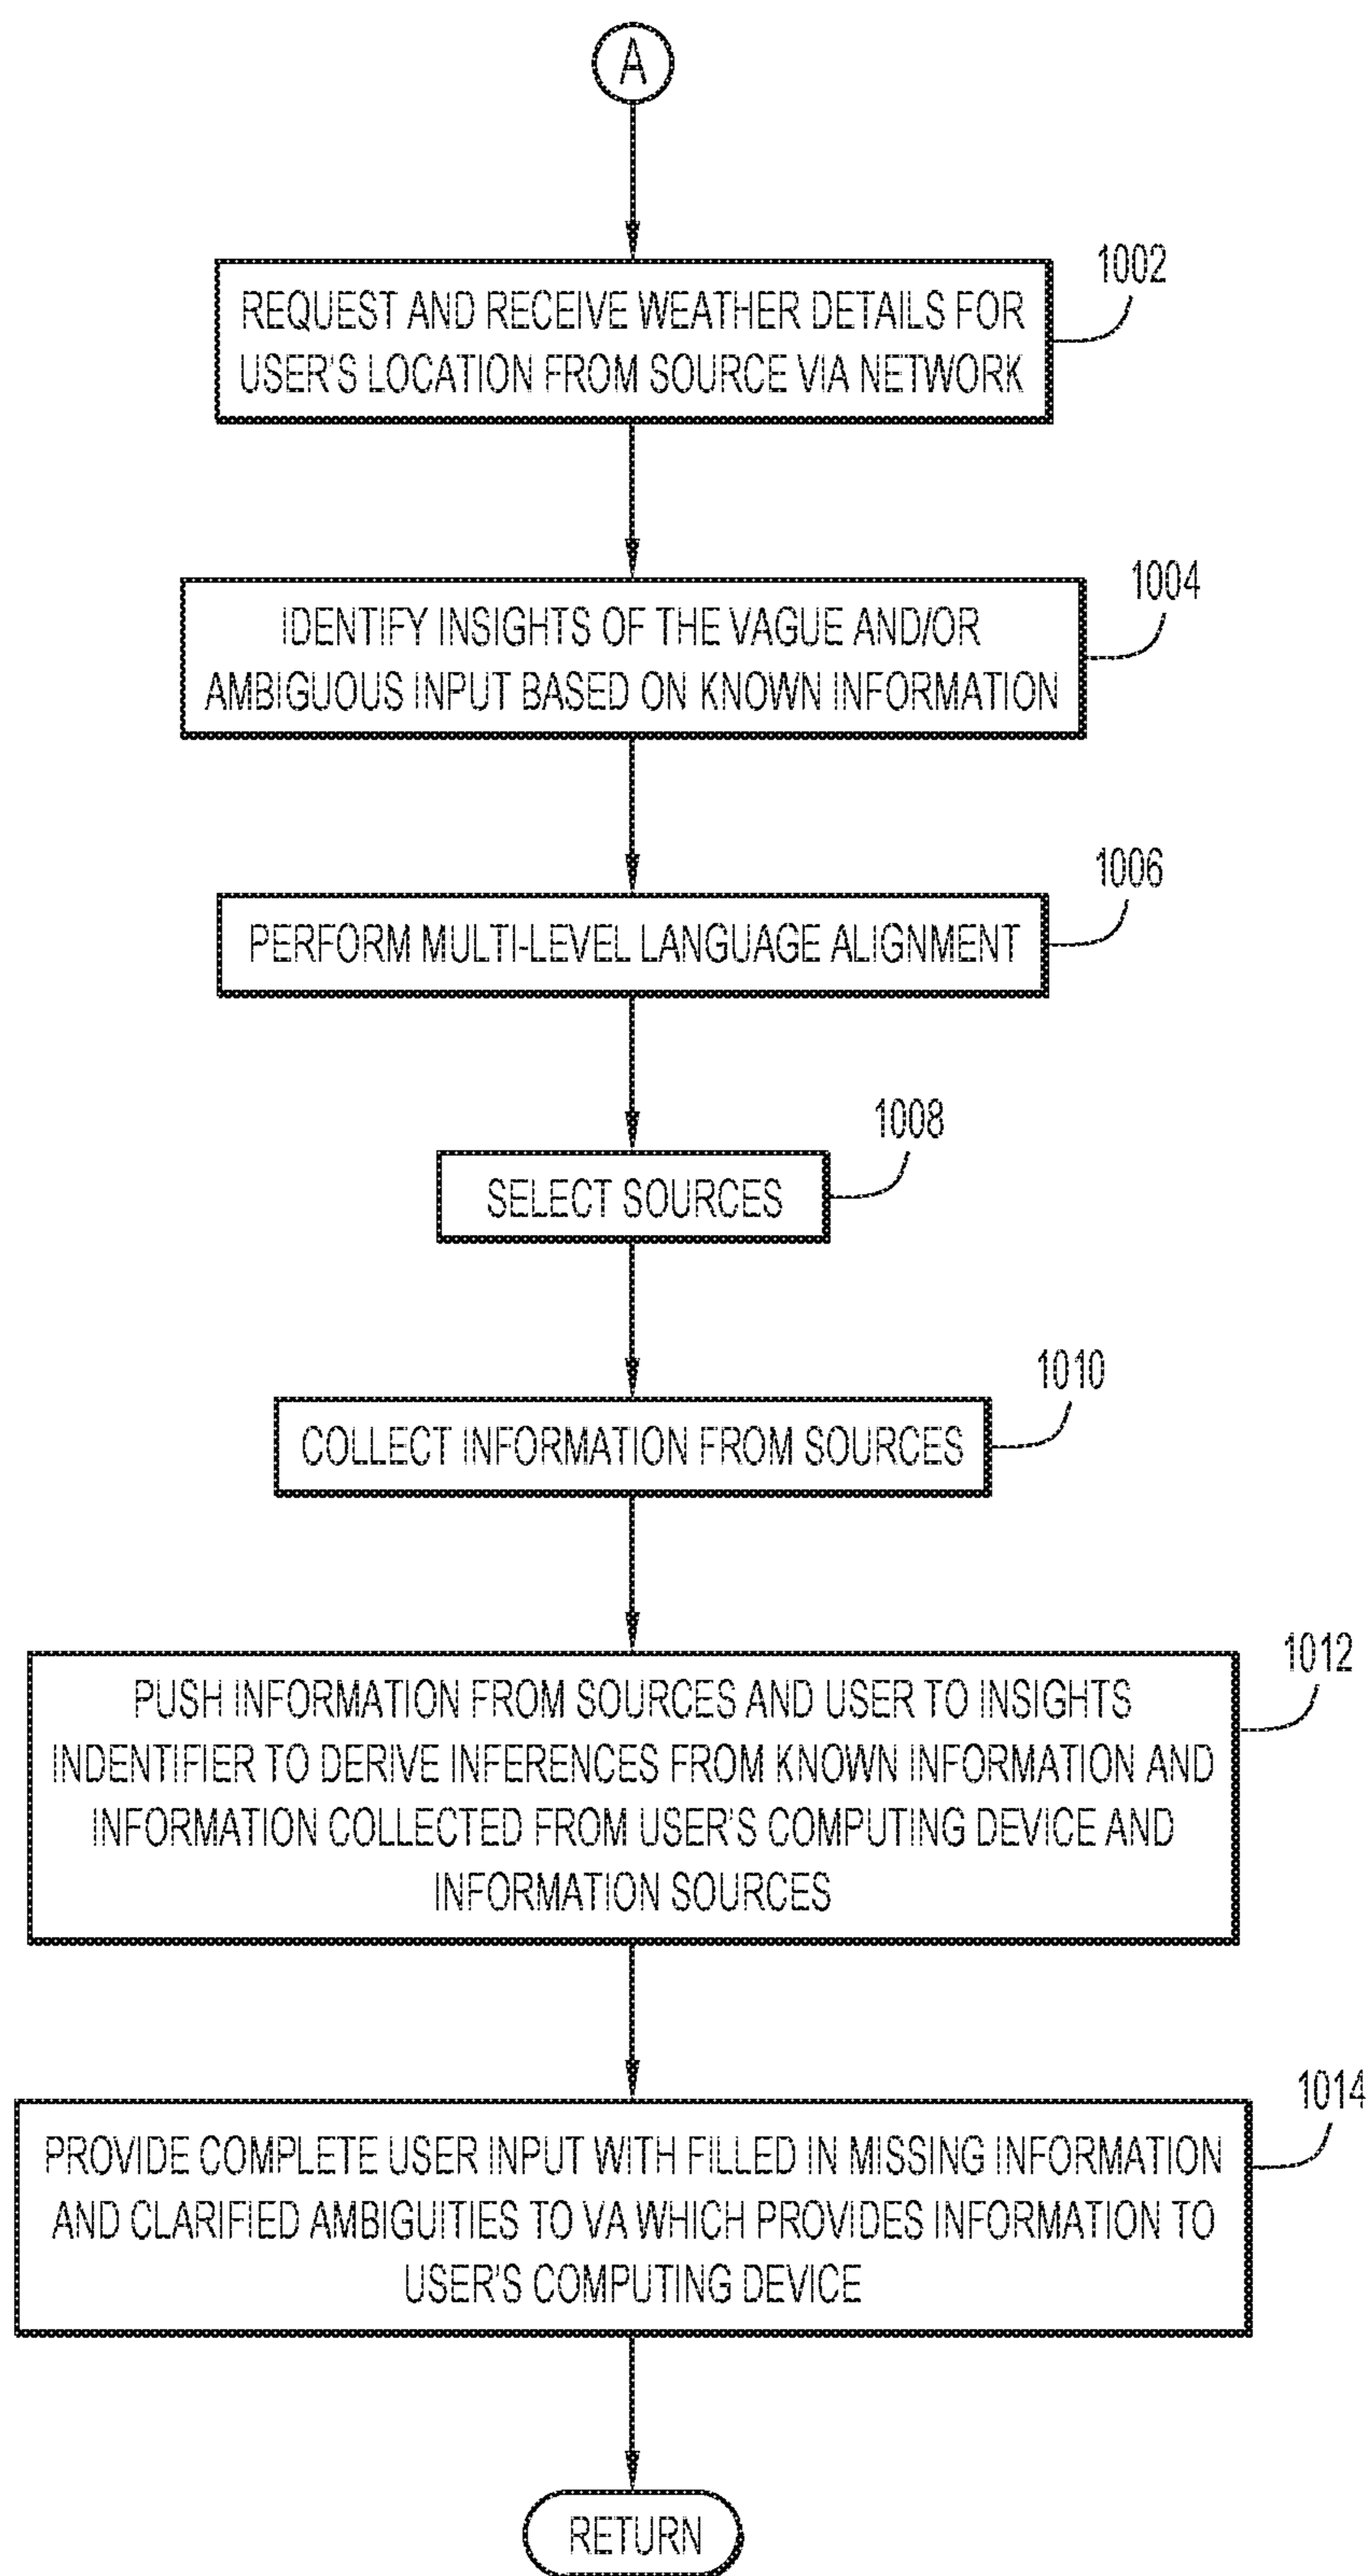 A
1002
REQUEST AND RECEIVE WEATHER DETAILS FOR
USER'S LOCATION FROM SOURCE VIA NETWORK
1004
IDENTIFY INSIGHTS OF THE VAGUE AND/OR
AMBIGUOUS INPUT BASED ON KNOWN INFORMATION
1006
PERFORM MULTI-LEVEL LANGUAGE ALIGNMENT
1008
SELECT SOURCES
1010
COLLECT INFORMATION FROM SOURCES
1012
PUSH INFORMATION FROM SOURCES AND USER TO INSIGHTS
INDENTIFIER TO DERIVE INFERENCES FROM KNOWN INFORMATION AND
INFORMATION COLLECTED FROM USER'S COMPUTING DEVICE AND
INFORMATION SOURCES
1014
PROVIDE COMPLETE USER INPUT WITH FILLED IN MISSING INFORMATION
AND CLARIFIED AMBIGUITIES TO VA WHICH PROVIDES INFORMATION TO
USER'S COMPUTING DEVICE
RETURN